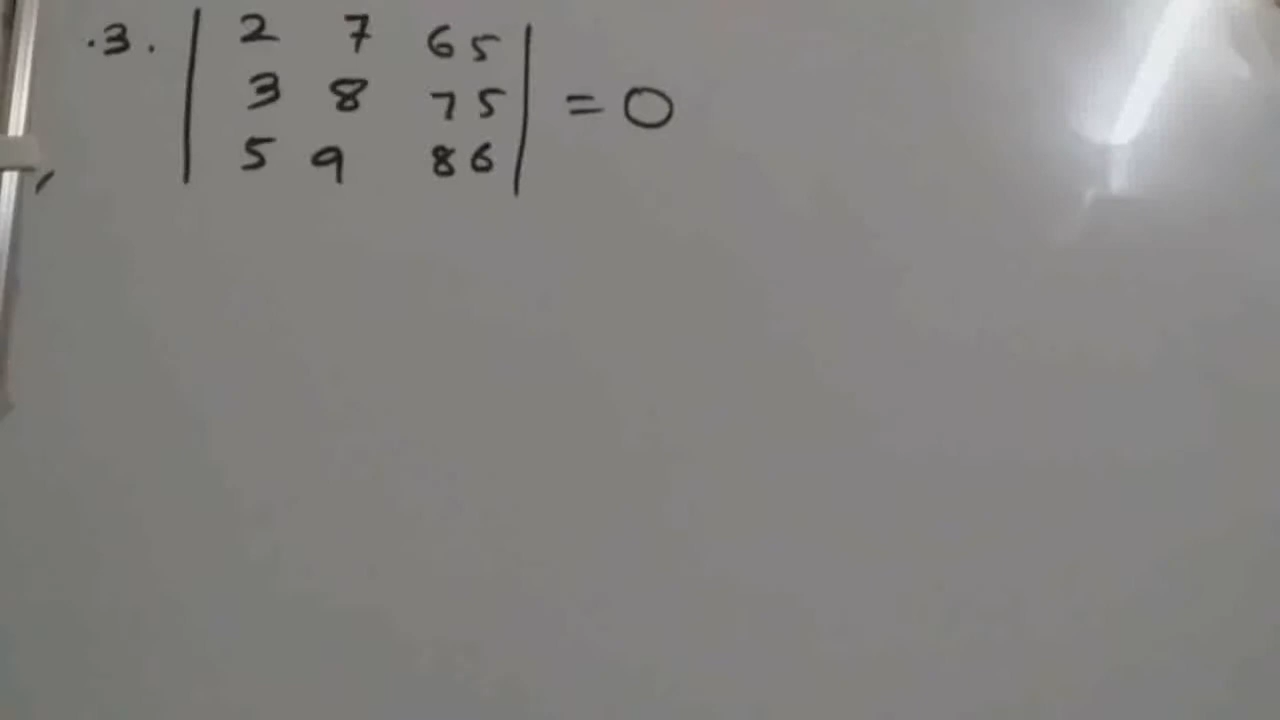 .3. | 2 7 65 |
| 3 8 75 | = 0
| 5 9 86 |